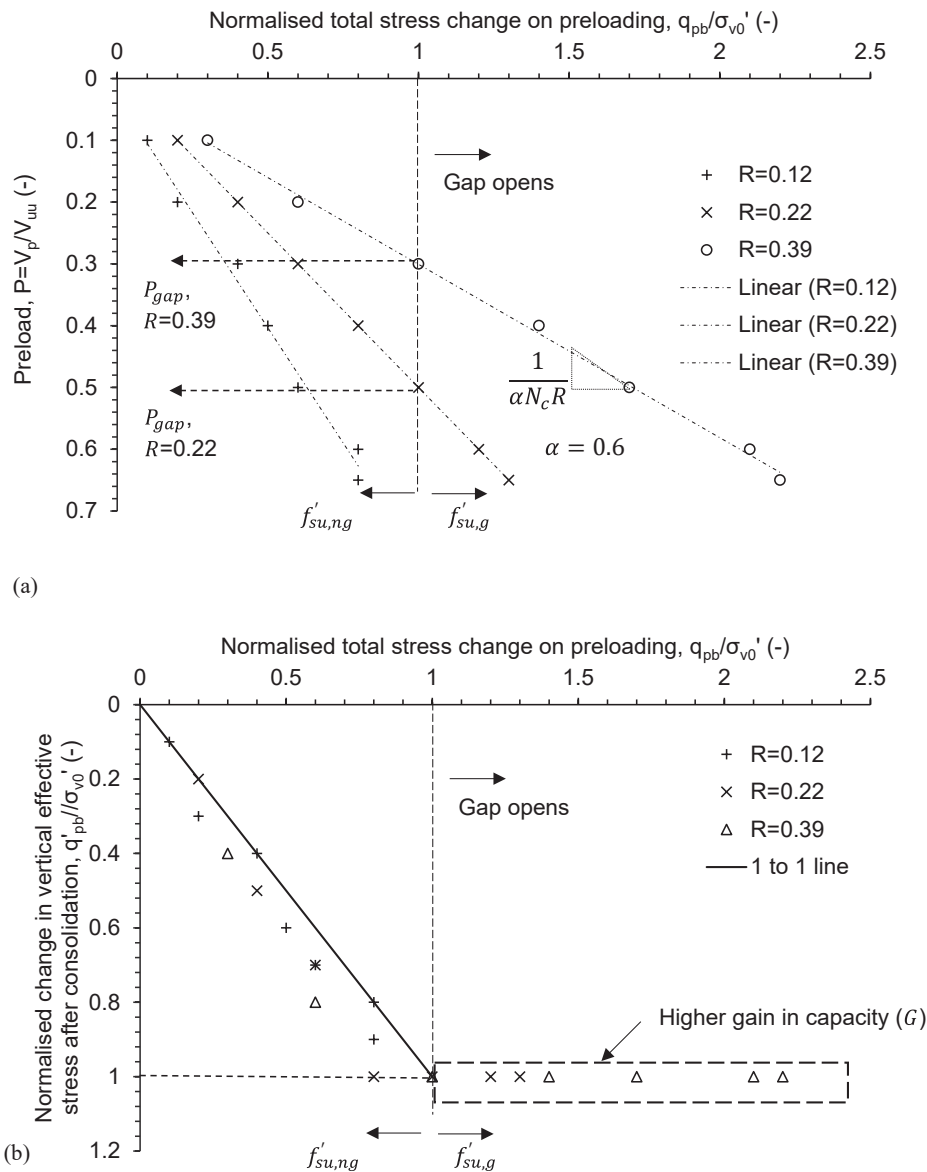 Normalised total stress change on preloading, q_pb/σ_v0' (-)
0 0.5 1 1.5 2 2.5
Preload, P=V_p/V_uu (-)
0
0.1
0.2
0.3
0.4
0.5
0.6
0.7
Gap opens
+ R=0.12
× R=0.22
○ R=0.39
Linear (R=0.12)
Linear (R=0.22)
Linear (R=0.39)
P_gap,
R=0.39
P_gap,
R=0.22
1
αN_cR
α = 0.6
f'_su,ng f'_su,g
(a)
Normalised total stress change on preloading, q_pb/σ_v0' (-)
0 0.5 1 1.5 2 2.5
Normalised change in vertical effective
stress after consolidation, q'_pb//σ_v0' (-)
0
0.2
0.4
0.6
0.8
1
1.2
Gap opens
+ R=0.12
× R=0.22
△ R=0.39
1 to 1 line
Higher gain in capacity (G)
f'_su,ng f'_su,g
(b)